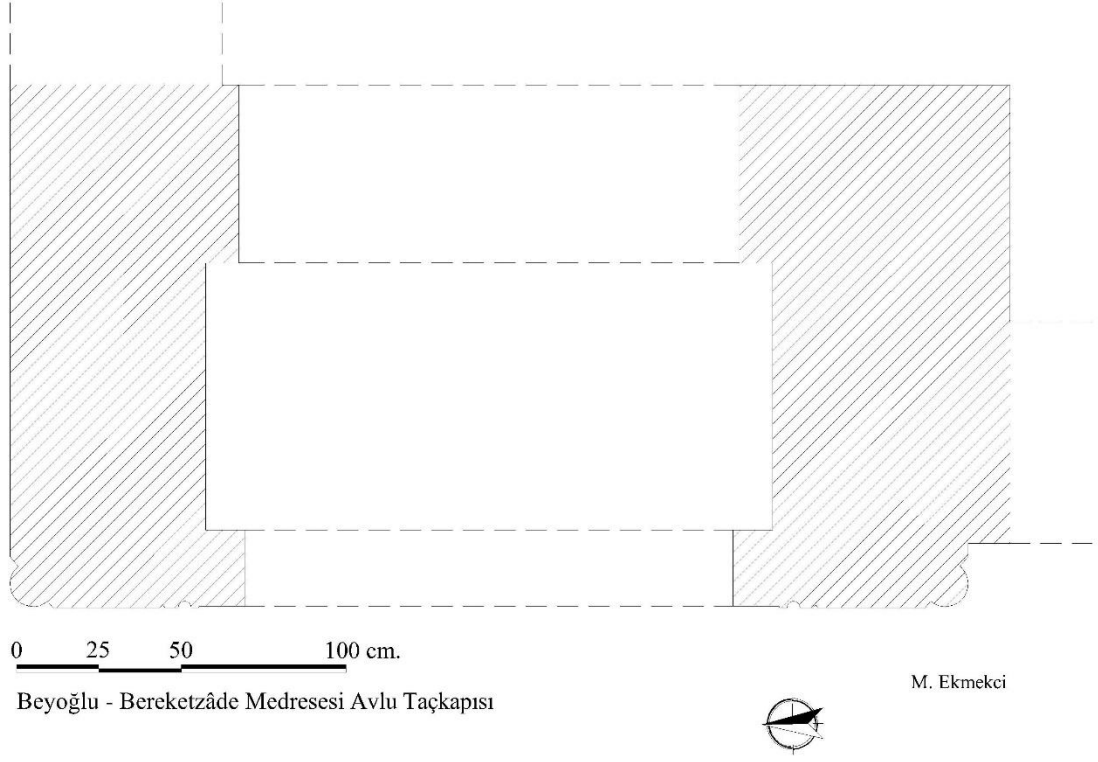 0 25 50 100 cm.
Beyoğlu - Bereketzâde Medresesi Avlu Taçkapısı
M. Ekmekci